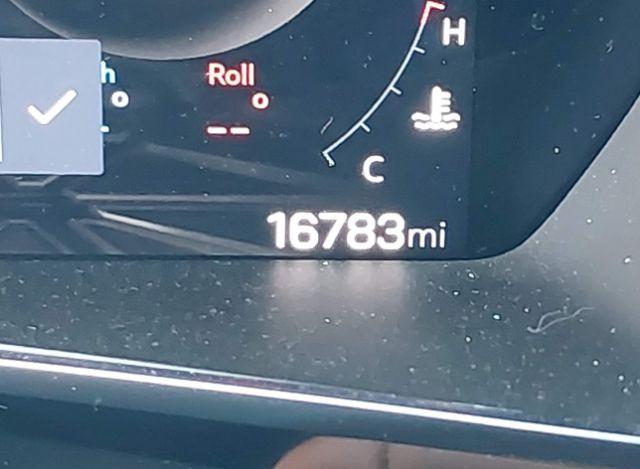 H
h Roll
° °
- --
C
16783mi